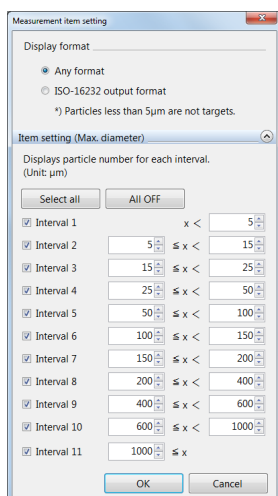 Measurement item setting
Display format
Any format
ISO-16232 output format
*) Particles less than 5μm are not targets.
Item setting (Max. diameter)
Displays particle number for each interval.
(Unit: μm)
Select all All OFF
Interval 1 x < 5
Interval 2 5 ≤ x < 15
Interval 3 15 ≤ x < 25
Interval 4 25 ≤ x < 50
Interval 5 50 ≤ x < 100
Interval 6 100 ≤ x < 150
Interval 7 150 ≤ x < 200
Interval 8 200 ≤ x < 400
Interval 9 400 ≤ x < 600
Interval 10 600 ≤ x < 1000
Interval 11 1000 ≤ x
OK Cancel